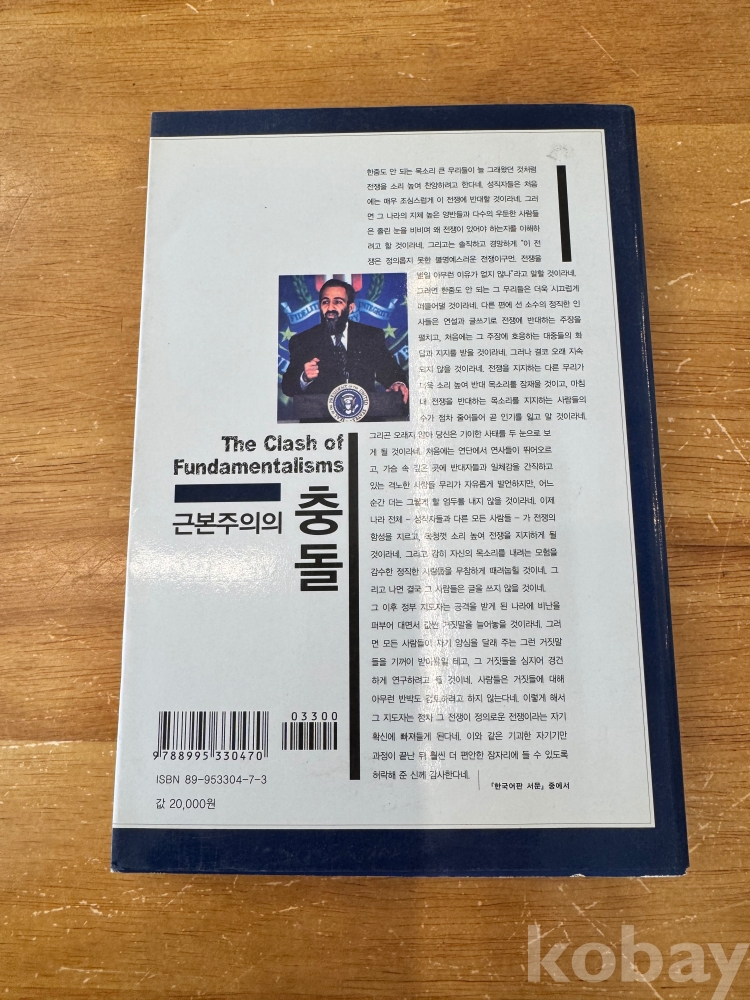 한줌도 안 되는 목소리 큰 무리들이 늘 그래왔던 것처럼
전쟁을 소리 높여 찬양하려고 한다네. 성직자들은 처음
에는 매우 조심스럽게 이 전쟁에 반대할 것이라네. 그러
면 그 나라의 지체 높은 양반들과 다수의 우둔한 사람들
은 졸린 눈을 비비며 왜 전쟁이 있어야 하는지를 이해하
려고 할 것이라네. 그리고는 솔직하고 경망하게 "이 전
쟁은 정의롭지 못한 불명예스러운 전쟁이구먼. 전쟁을
벌일 아무런 이유가 없지 않나"라고 말할 것이라네.
그러면 한줌도 안 되는 그 무리들은 더욱 시끄럽게
떠들어댈 것이라네. 다른 편에 선 소수의 정직한 인
사들은 연설과 글쓰기로 전쟁에 반대하는 주장을
펼치고, 처음에는 그 주장에 호응하는 대중들의 화
답과 지지를 받을 것이라네. 그러나 결코 오래 지속
되지 않을 것이라네. 전쟁을 지지하는 다른 무리가
더욱 소리 높여 반대 목소리를 잠재울 것이고, 마침
내 전쟁을 반대하는 목소리를 지지하는 사람들의
수가 점차 줄어들어 곧 인기를 잃고 말 것이라네.
그리곤 오래지 않아 당신은 기이한 사태를 두 눈으로 보
게 될 것이라네. 처음에는 연단에서 연사들이 뛰어오르
고, 가슴 속 깊은 곳에 반대자들과 일체감을 간직하고
있는 격노한 사람들 무리가 자유롭게 발언하지만, 어느
순간 더는 그렇게 할 엄두를 내지 않을 것이라네. 이제
나라 전체 – 성직자들과 다른 모든 사람들 – 가 전쟁의
함성을 지르고, 목청껏 소리 높여 전쟁을 지지하게 될
것이라네. 그리고 감히 자신의 목소리를 내려는 모험을
감수한 정직한 사람들을 무참하게 때려눕힐 것이네. 그
리고 나면 결국 그 사람들은 글을 쓰지 않을 것이네.
그 이후 정부 지도자는 공격을 받게 된 나라에 비난을
퍼부어 대면서 값싼 거짓말을 늘어놓을 것이라네. 그러
면 모든 사람들이 자기 양심을 달래 주는 그런 거짓말
들을 기꺼이 받아들일 테고, 그 거짓들을 심지어 경건
하게 연구하려고 들 것이네. 사람들은 거짓들에 대해
아무런 반박도 검토하려고 하지 않는다네. 이렇게 해서
그 지도자는 점차 그 전쟁이 정의로운 전쟁이라는 자기
확신에 빠져들게 된다네. 이와 같은 기괴한 자기기만
과정이 끝난 뒤 훨씬 더 편안한 잠자리에 들 수 있도록
허락해 준 신께 감사한다네.
『한국어판 서문』 중에서
The Clash of
Fundamentalisms
근본주의의
충돌
03300
9788995330470
ISBN 89-953304-7-3
값 20,000원
kobay